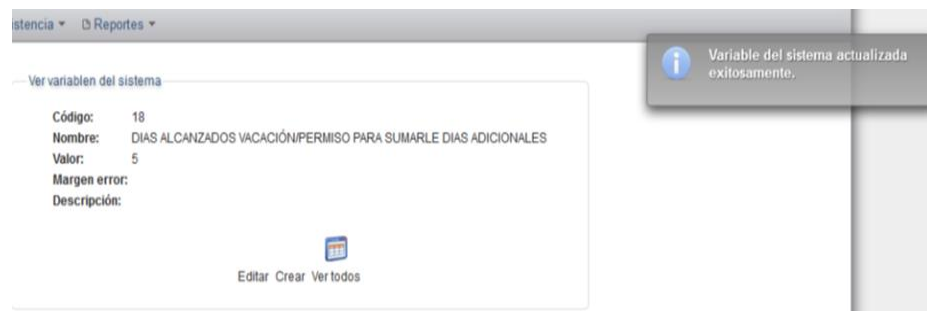 stencia Reportes
Variable del sistema actualizada
exitosamente.
Ver variablen del sistema
Código: 18
Nombre: DIAS ALCANZADOS VACACIÓN/PERMISO PARA SUMARLE DIAS ADICIONALES
Valor: 5
Margen error:
Descripción:
Editar Crear Ver todos